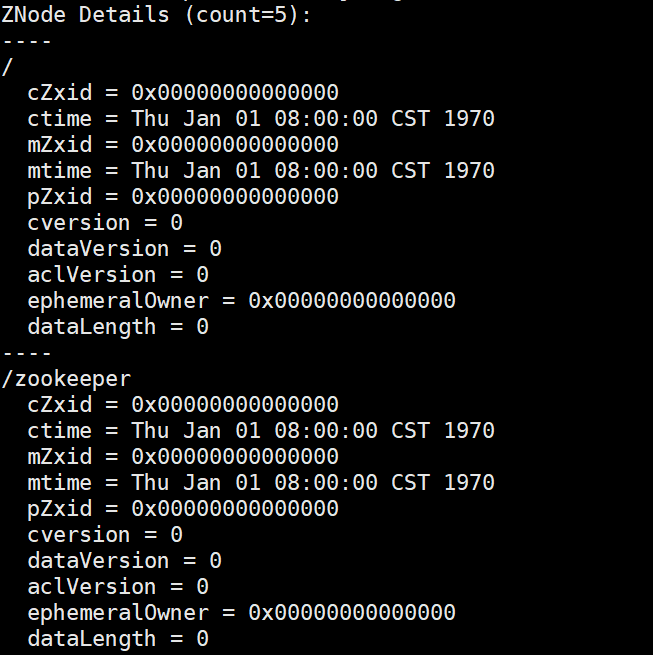 ZNode Details (count=5):
----
/
  cZxid = 0x00000000000000
  ctime = Thu Jan 01 08:00:00 CST 1970
  mZxid = 0x00000000000000
  mtime = Thu Jan 01 08:00:00 CST 1970
  pZxid = 0x00000000000000
  cversion = 0
  dataVersion = 0
  aclVersion = 0
  ephemeralOwner = 0x00000000000000
  dataLength = 0
----
/zookeeper
  cZxid = 0x00000000000000
  ctime = Thu Jan 01 08:00:00 CST 1970
  mZxid = 0x00000000000000
  mtime = Thu Jan 01 08:00:00 CST 1970
  pZxid = 0x00000000000000
  cversion = 0
  dataVersion = 0
  aclVersion = 0
  ephemeralOwner = 0x00000000000000
  dataLength = 0